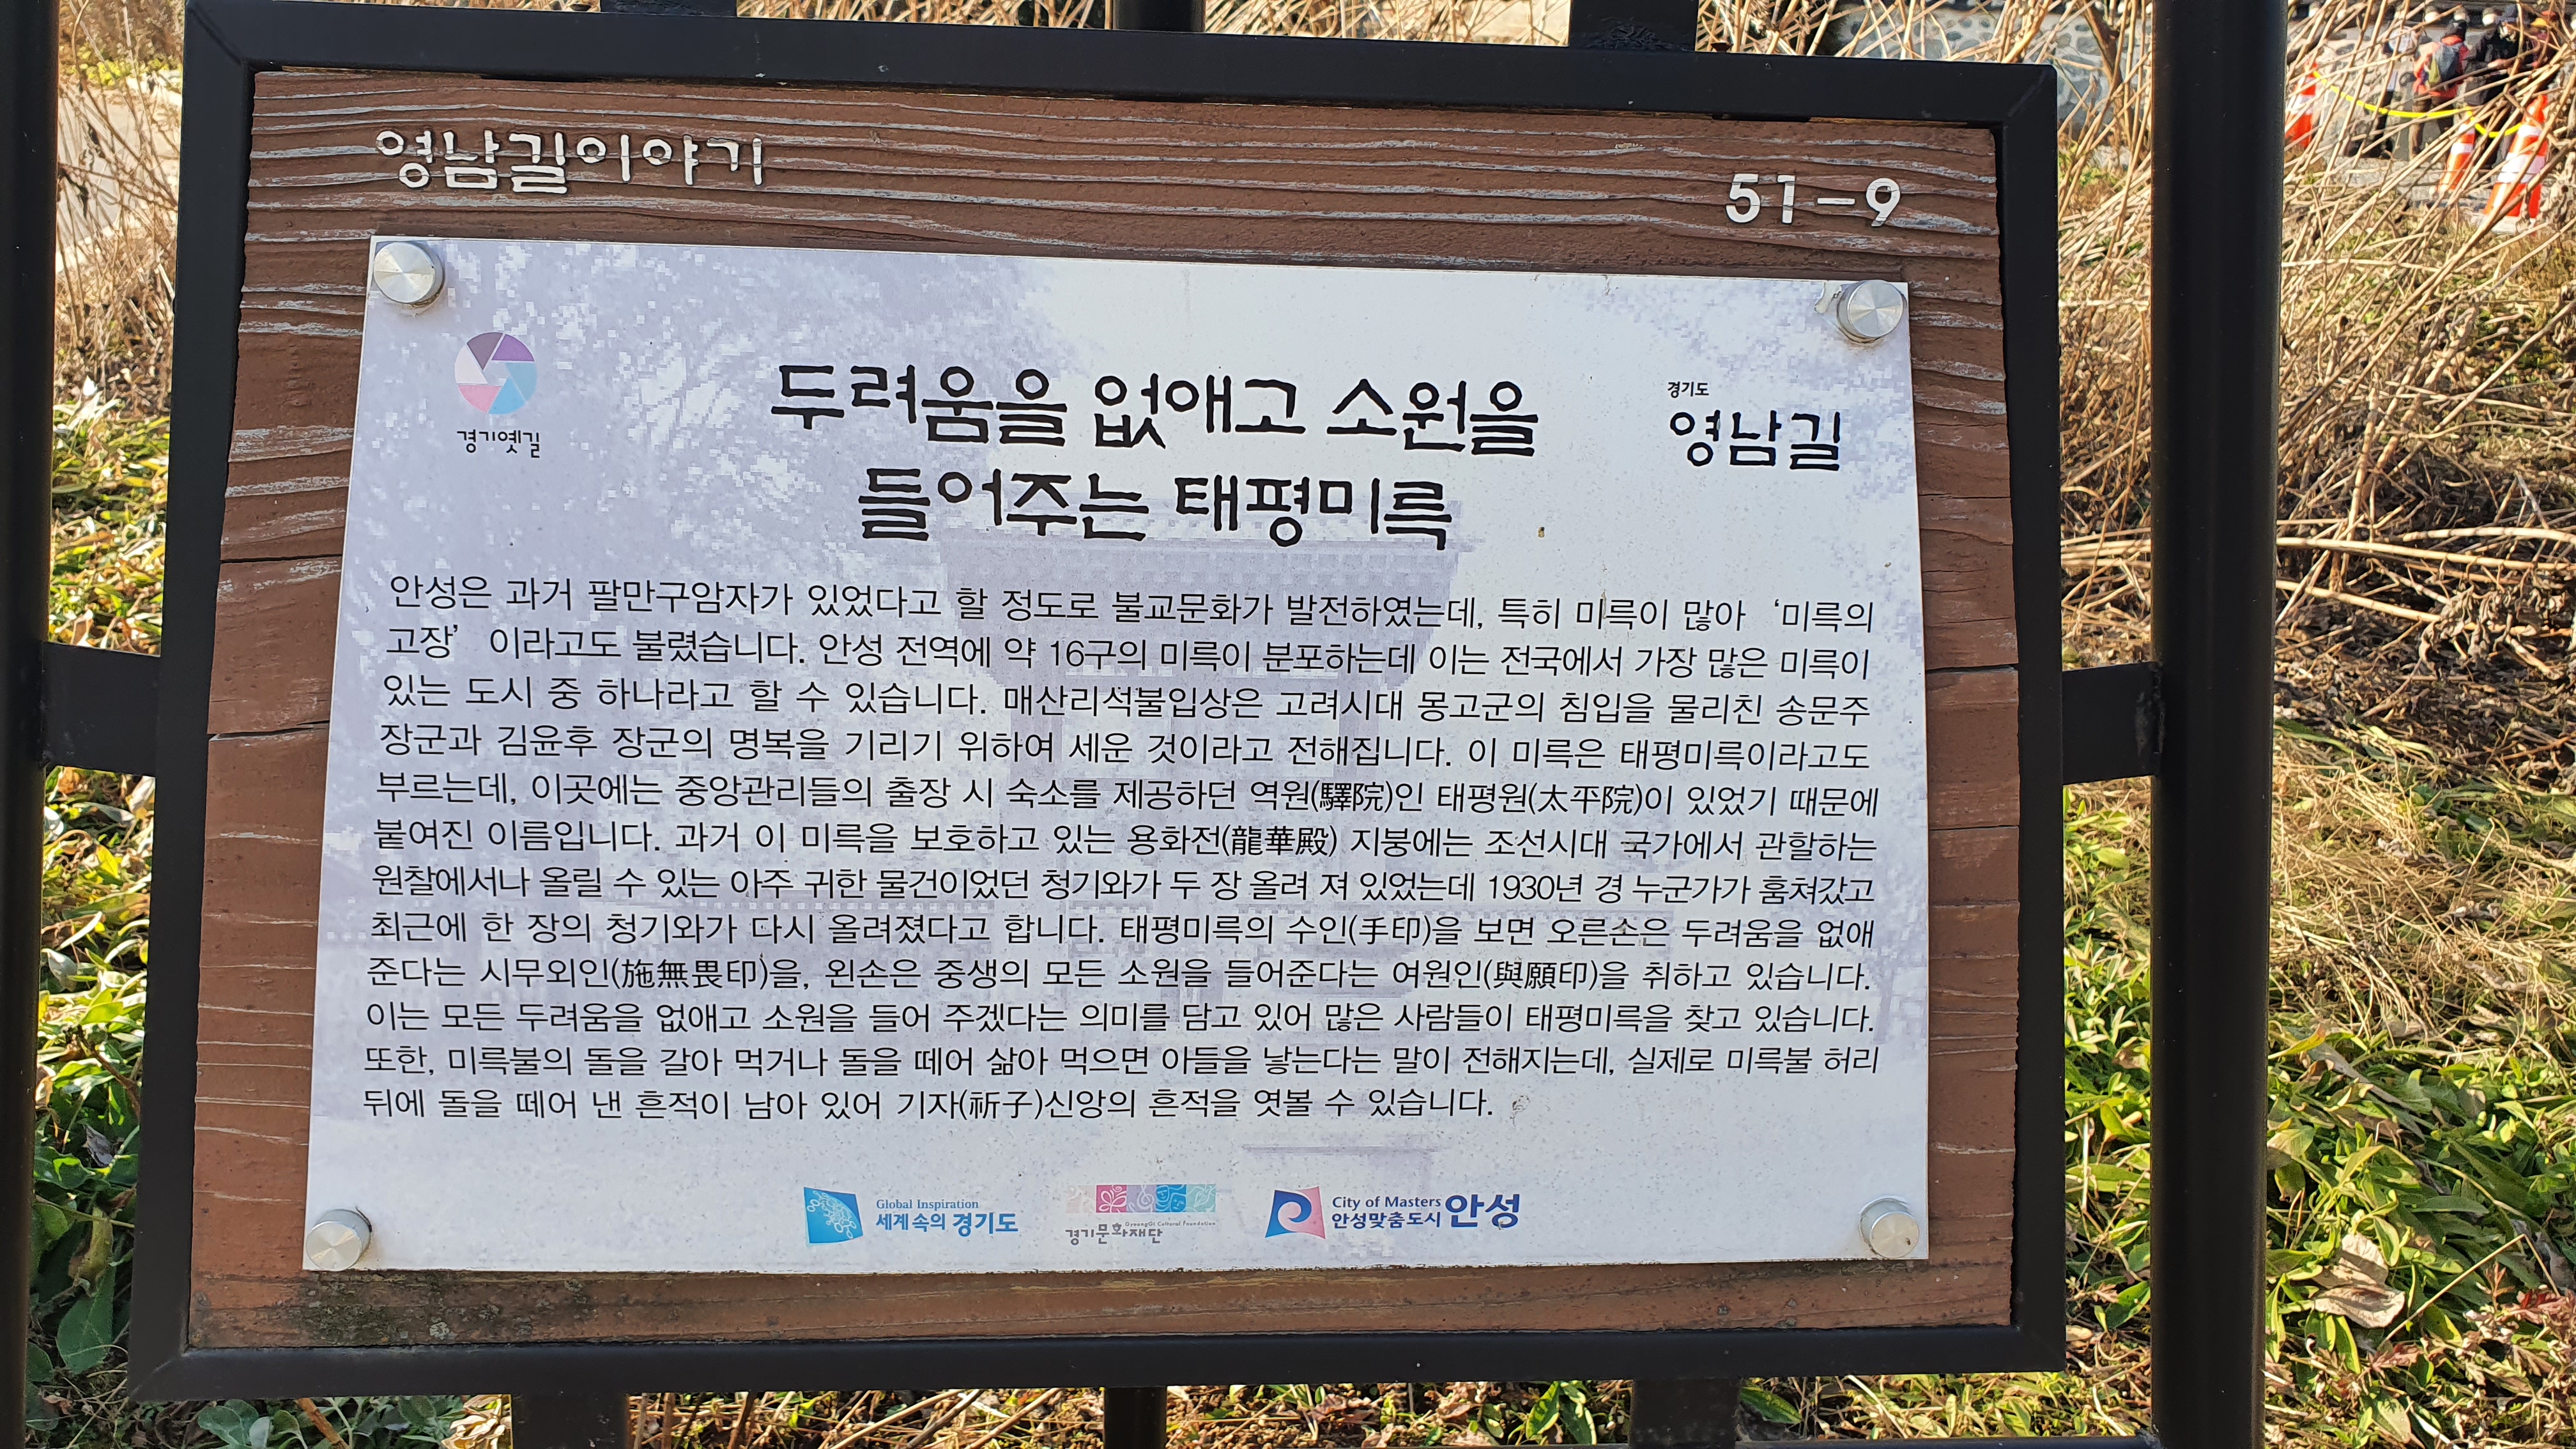 영남길이야기
51-9
경기옛길
두려움을 없애고 소원을
들어주는 태평미륵
경기도
영남길
안성은 과거 팔만구암자가 있었다고 할 정도로 불교문화가 발전하였는데, 특히 미륵이 많아 ‘미륵의
고장’ 이라고도 불렸습니다. 안성 전역에 약 16구의 미륵이 분포하는데 이는 전국에서 가장 많은 미륵이
있는 도시 중 하나라고 할 수 있습니다. 매산리석불입상은 고려시대 몽고군의 침입을 물리친 송문주
장군과 김윤후 장군의 명복을 기리기 위하여 세운 것이라고 전해집니다. 이 미륵은 태평미륵이라고도
부르는데, 이곳에는 중앙관리들의 출장 시 숙소를 제공하던 역원(驛院)인 태평원(太平院)이 있었기 때문에
붙여진 이름입니다. 과거 이 미륵을 보호하고 있는 용화전(龍華殿) 지붕에는 조선시대 국가에서 관할하는
원찰에서나 올릴 수 있는 아주 귀한 물건이었던 청기와가 두 장 올려 져 있었는데 1930년 경 누군가가 훔쳐갔고
최근에 한 장의 청기와가 다시 올려졌다고 합니다. 태평미륵의 수인(手印)을 보면 오른손은 두려움을 없애
준다는 시무외인(施無畏印)을, 왼손은 중생의 모든 소원을 들어준다는 여원인(與願印)을 취하고 있습니다.
이는 모든 두려움을 없애고 소원을 들어 주겠다는 의미를 담고 있어 많은 사람들이 태평미륵을 찾고 있습니다.
또한, 미륵불의 돌을 갈아 먹거나 돌을 떼어 삶아 먹으면 아들을 낳는다는 말이 전해지는데, 실제로 미륵불 허리
뒤에 돌을 떼어 낸 흔적이 남아 있어 기자(祈子)신앙의 흔적을 엿볼 수 있습니다.
Global Inspiration
세계속의 경기도
GyeongGi Cultural Foundation
경기문화재단
City of Masters
안성맞춤도시 안성